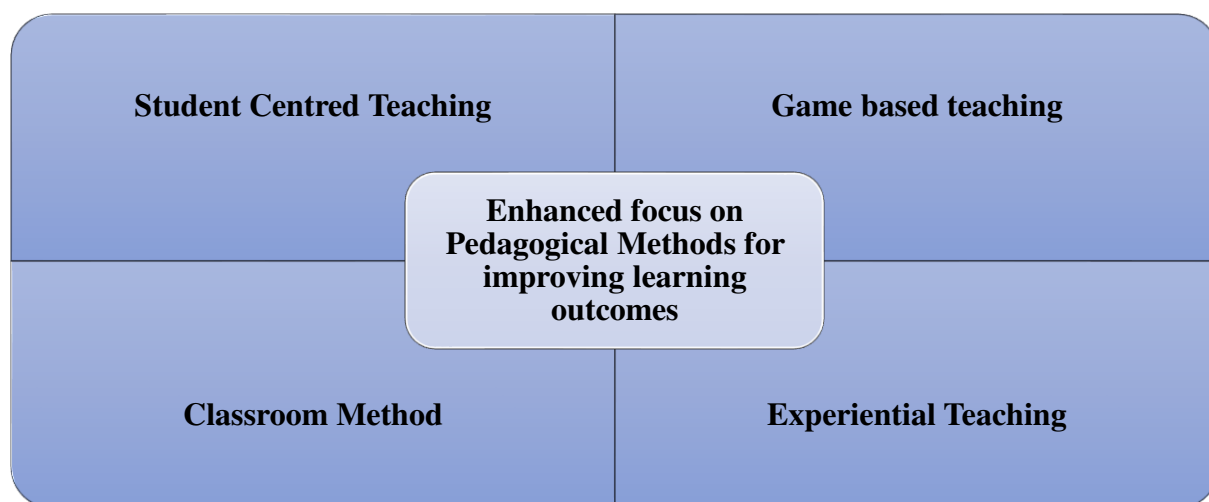 Student Centred Teaching
Game based teaching
Enhanced focus on
Pedagogical Methods for
improving learning
outcomes
Classroom Method
Experiential Teaching